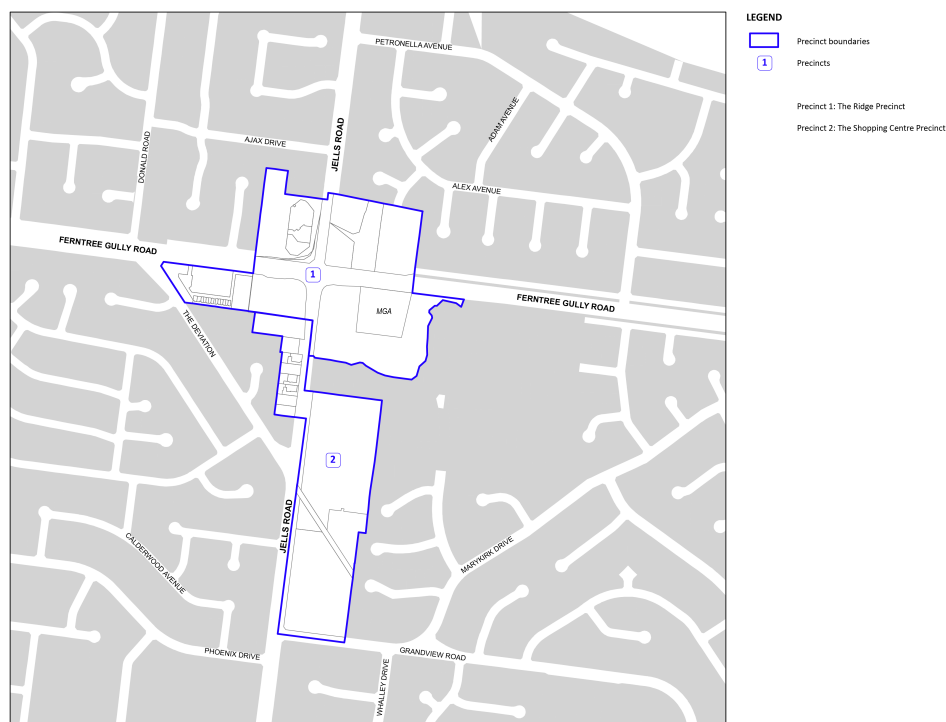 LEGEND
Precinct boundaries
1
Precincts
Precinct 1: The Ridge Precinct
Precinct 2: The Shopping Centre Precinct
PETRONELLA AVENUE
ADAM AVENUE
JELLS ROAD
DONALD ROAD
AJAX DRIVE
ALEX AVENUE
FERNTREE GULLY ROAD
1
FERNTREE GULLY ROAD
MGA
THE DEVIATION
2
JELLS ROAD
CALDERWOOD AVENUE
MARYKIRK DRIVE
PHOENIX DRIVE
GRANDVIEW ROAD
WHALLEY DRIVE